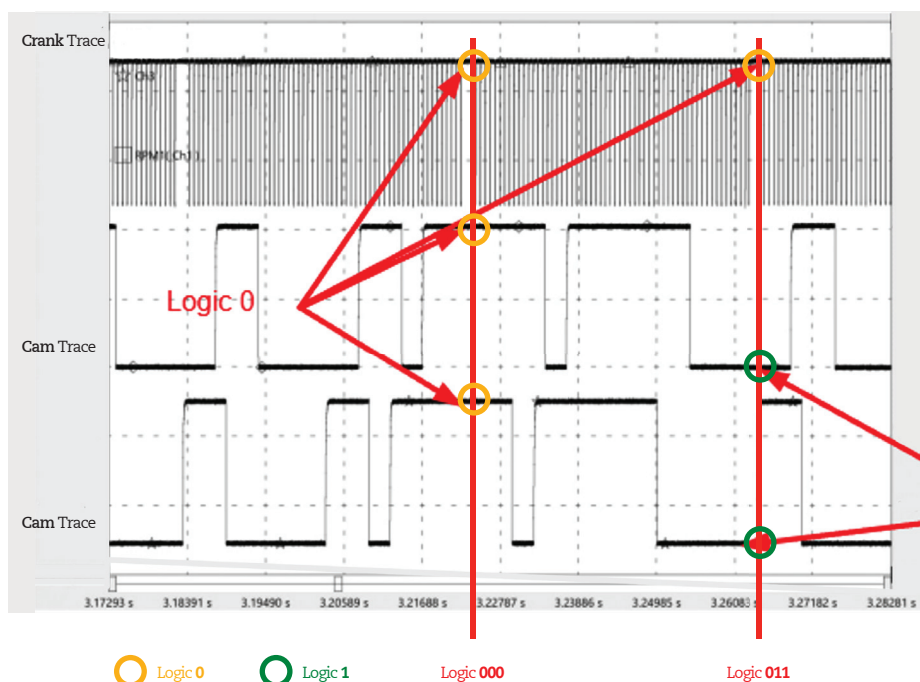 Crank Trace
Ch3
RPM1(Ch1)
Logic 0
Cam Trace
Cam Trace
3.17293 s 3.18391 s 3.19490 s 3.20589 s 3.21688 s 3.22787 s 3.23886 s 3.24985 s 3.26083 s 3.27182 s 3.28281 s
Logic 0 Logic 1 Logic 000 Logic 011